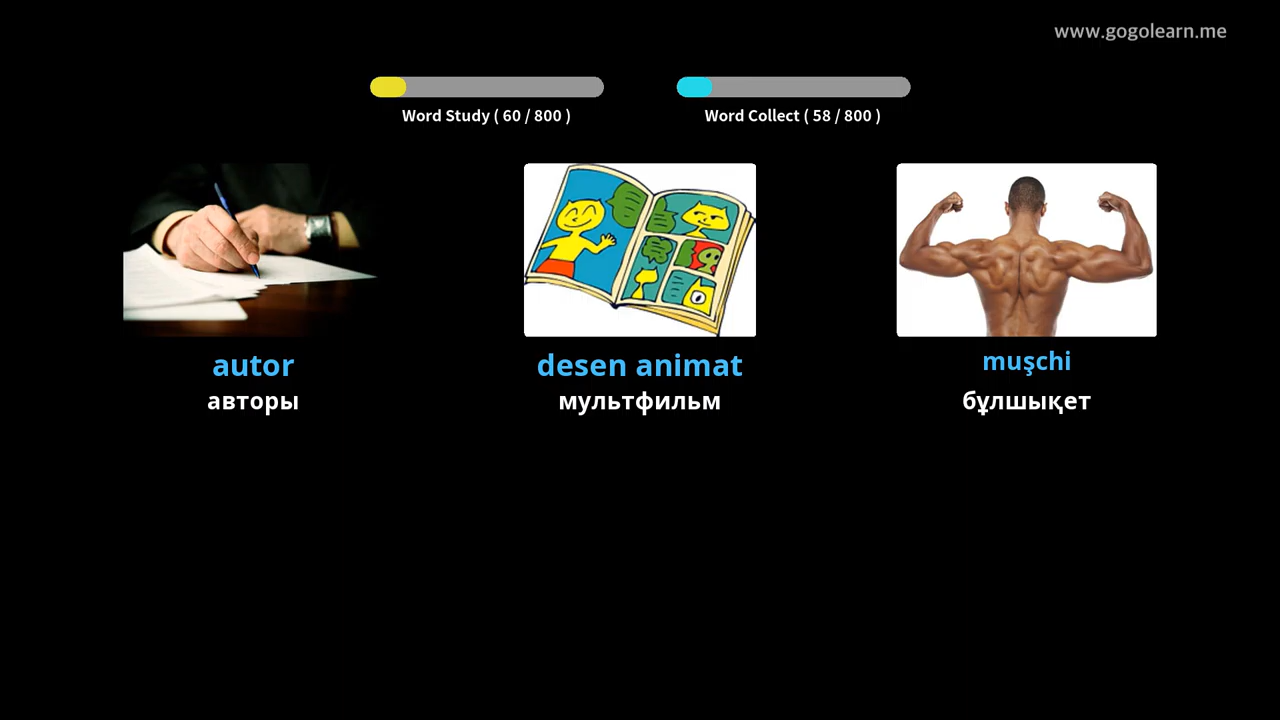 www.gogolearn.me
Word Study ( 60 / 800 )
Word Collect ( 58 / 800 )
autor
desen animat
muşchi
авторы
мультфильм
бұлшықет